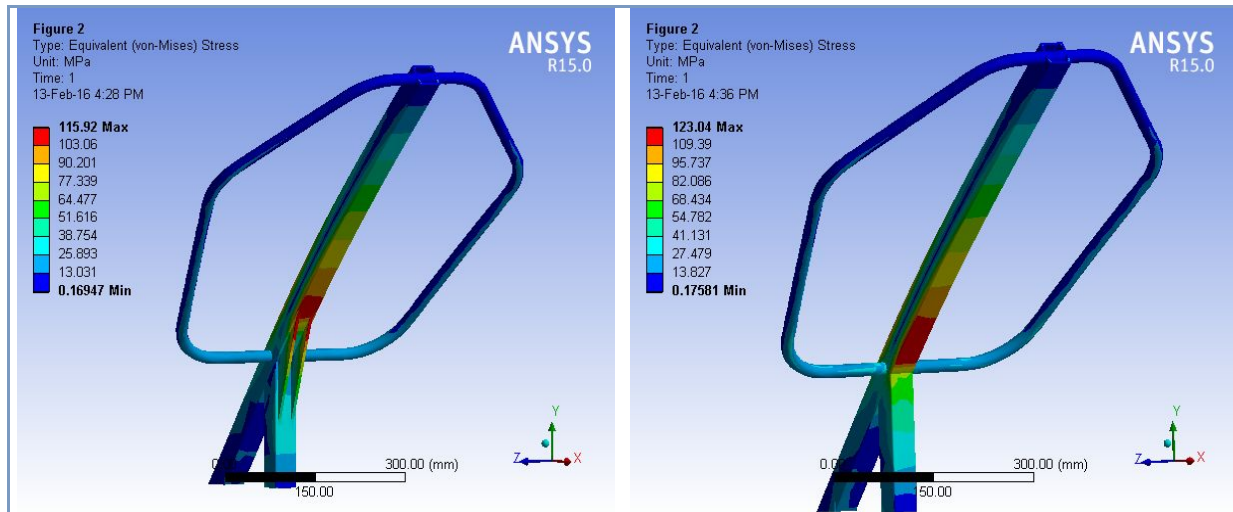 Figure 2
Type: Equivalent (von-Mises) Stress
Unit: MPa
Time: 1
13-Feb-16 4:28 PM
ANSYS
R15.0
115.92 Max
103.06
90.201
77.339
64.477
51.616
38.754
25.893
13.031
0.16947 Min
300.00 (mm)
150.00
Y
Z
X
Figure 2
Type: Equivalent (von-Mises) Stress
Unit: MPa
Time: 1
13-Feb-16 4:36 PM
ANSYS
R15.0
123.04 Max
109.39
95.737
82.086
68.434
54.782
41.131
27.479
13.827
0.17581 Min
300.00 (mm)
150.00
Y
Z
X